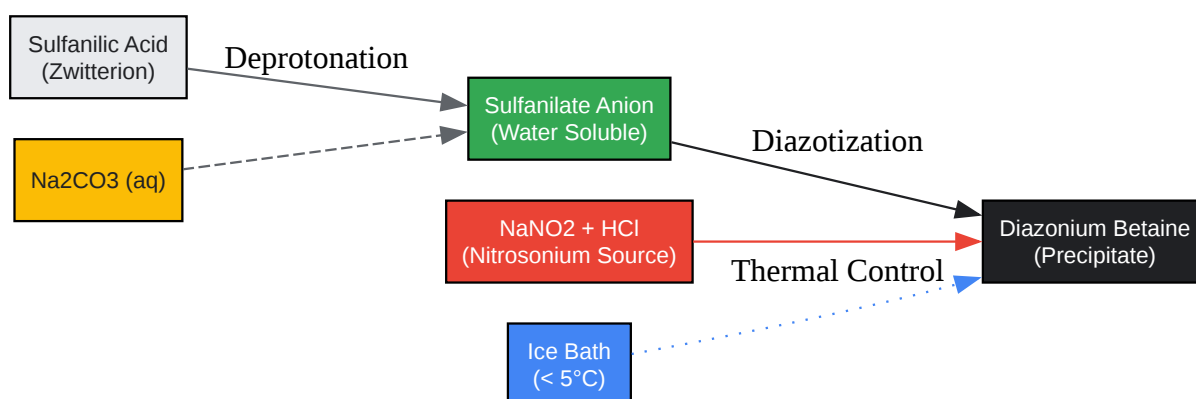 Sulfanilic Acid
(Zwitterion)
Deprotonation
Na2CO3 (aq)
Sulfanilate Anion
(Water Soluble)
Diazotization
NaNO2 + HCl
(Nitrosonium Source)
Thermal Control
Diazonium Betaine
(Precipitate)
Ice Bath
(< 5°C)